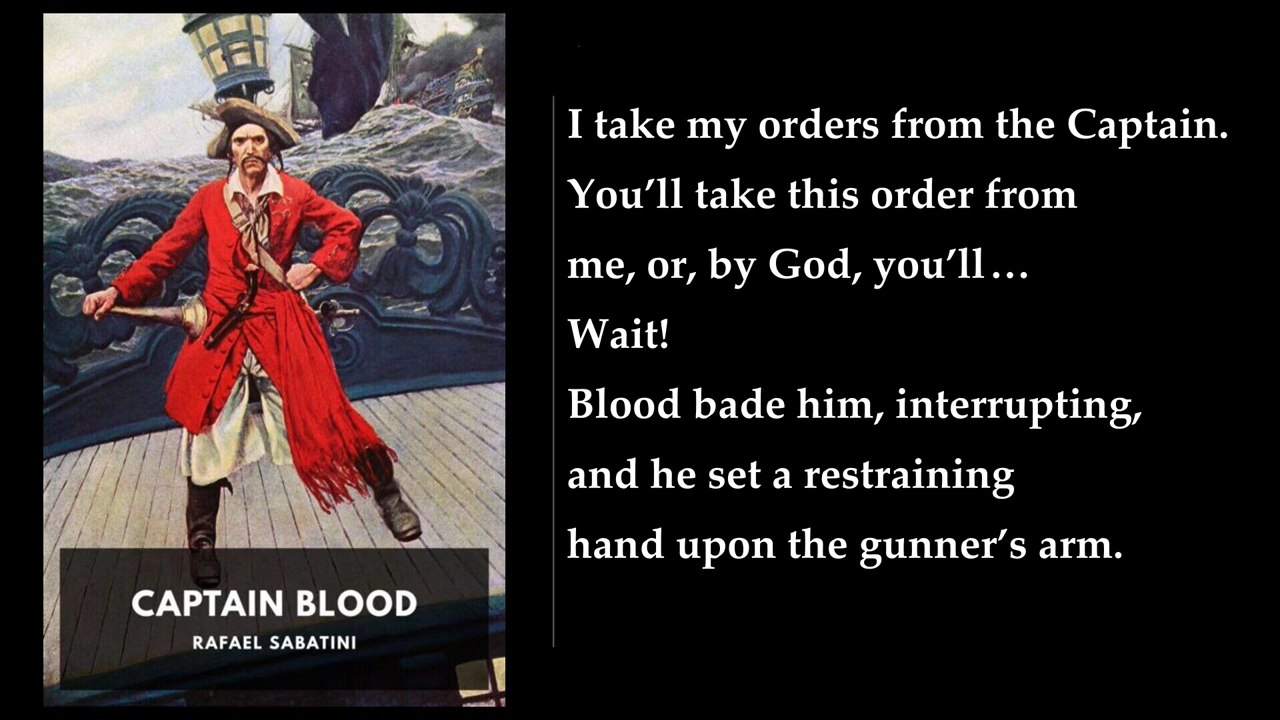 CAPTAIN BLOOD
RAFAEL SABATINI
I take my orders from the Captain.
You’ll take this order from
me, or, by God, you’ll…
Wait!
Blood bade him, interrupting,
and he set a restraining
hand upon the gunner’s arm.